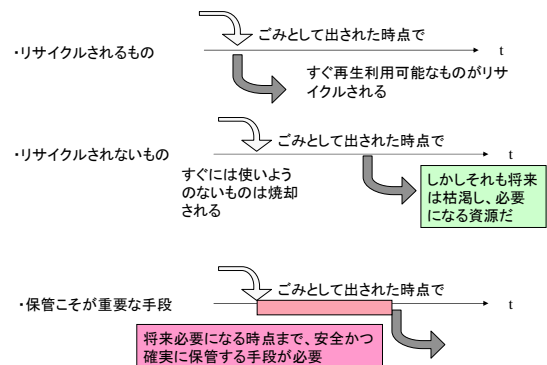 ごみとして出された時点で
・リサイクルされるもの
t
すぐ再生利用可能なものがリサ
イクルされる
ごみとして出された時点で
・リサイクルされないもの
t
すぐには使いよう
のないものは焼却
される
しかしそれも将来
は枯渇し、必要
になる資源だ
ごみとして出された時点で
・保管こそが重要な手段
t
将来必要になる時点まで、安全かつ
確実に保管する手段が必要